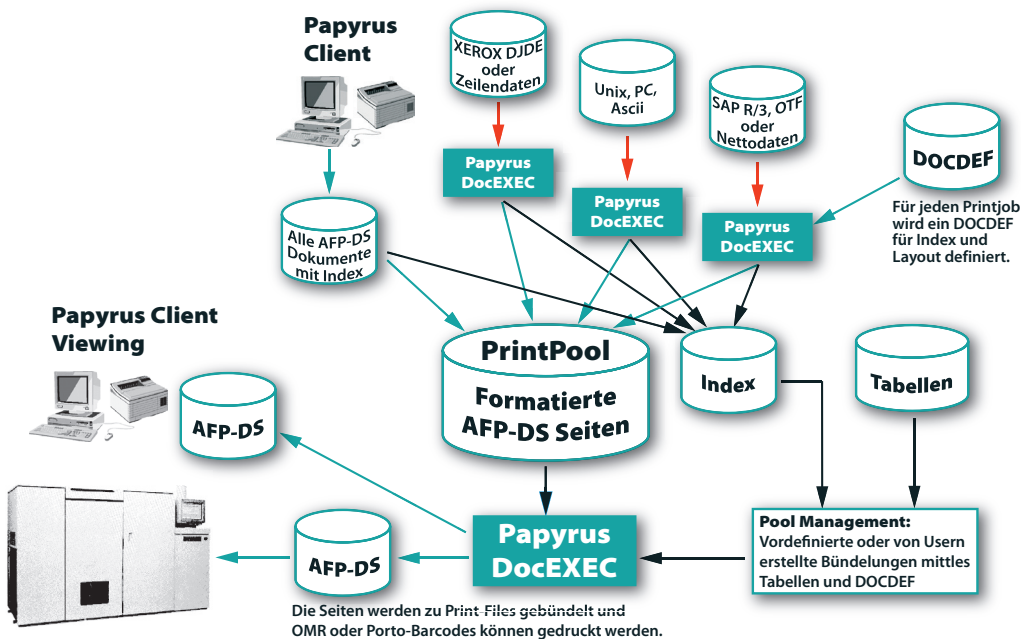 Papyrus
Client
XEROX DJDE
oder
Zeilendaten
Unix, PC,
Ascii
SAP R/3, OTF
oder
Nettodaten
DOCDEF
Für jeden Printjob
wird ein DOCDEF
für Index und
Layout definiert.
Papyrus
DocEXEC
Papyrus
DocEXEC
Papyrus
DocEXEC
Alle AFP-DS
Dokumente
mit Index
Papyrus Client
Viewing
PrintPool
Formatierte
AFP-DS Seiten
Index
Tabellen
AFP-DS
AFP-DS
Papyrus
DocEXEC
Pool Management:
Vordefinierte oder von Usern
erstellte Bündelungen mittles
Tabellen und DOCDEF
Die Seiten werden zu Print-Files gebündelt und
OMR oder Porto-Barcodes können gedruckt werden.